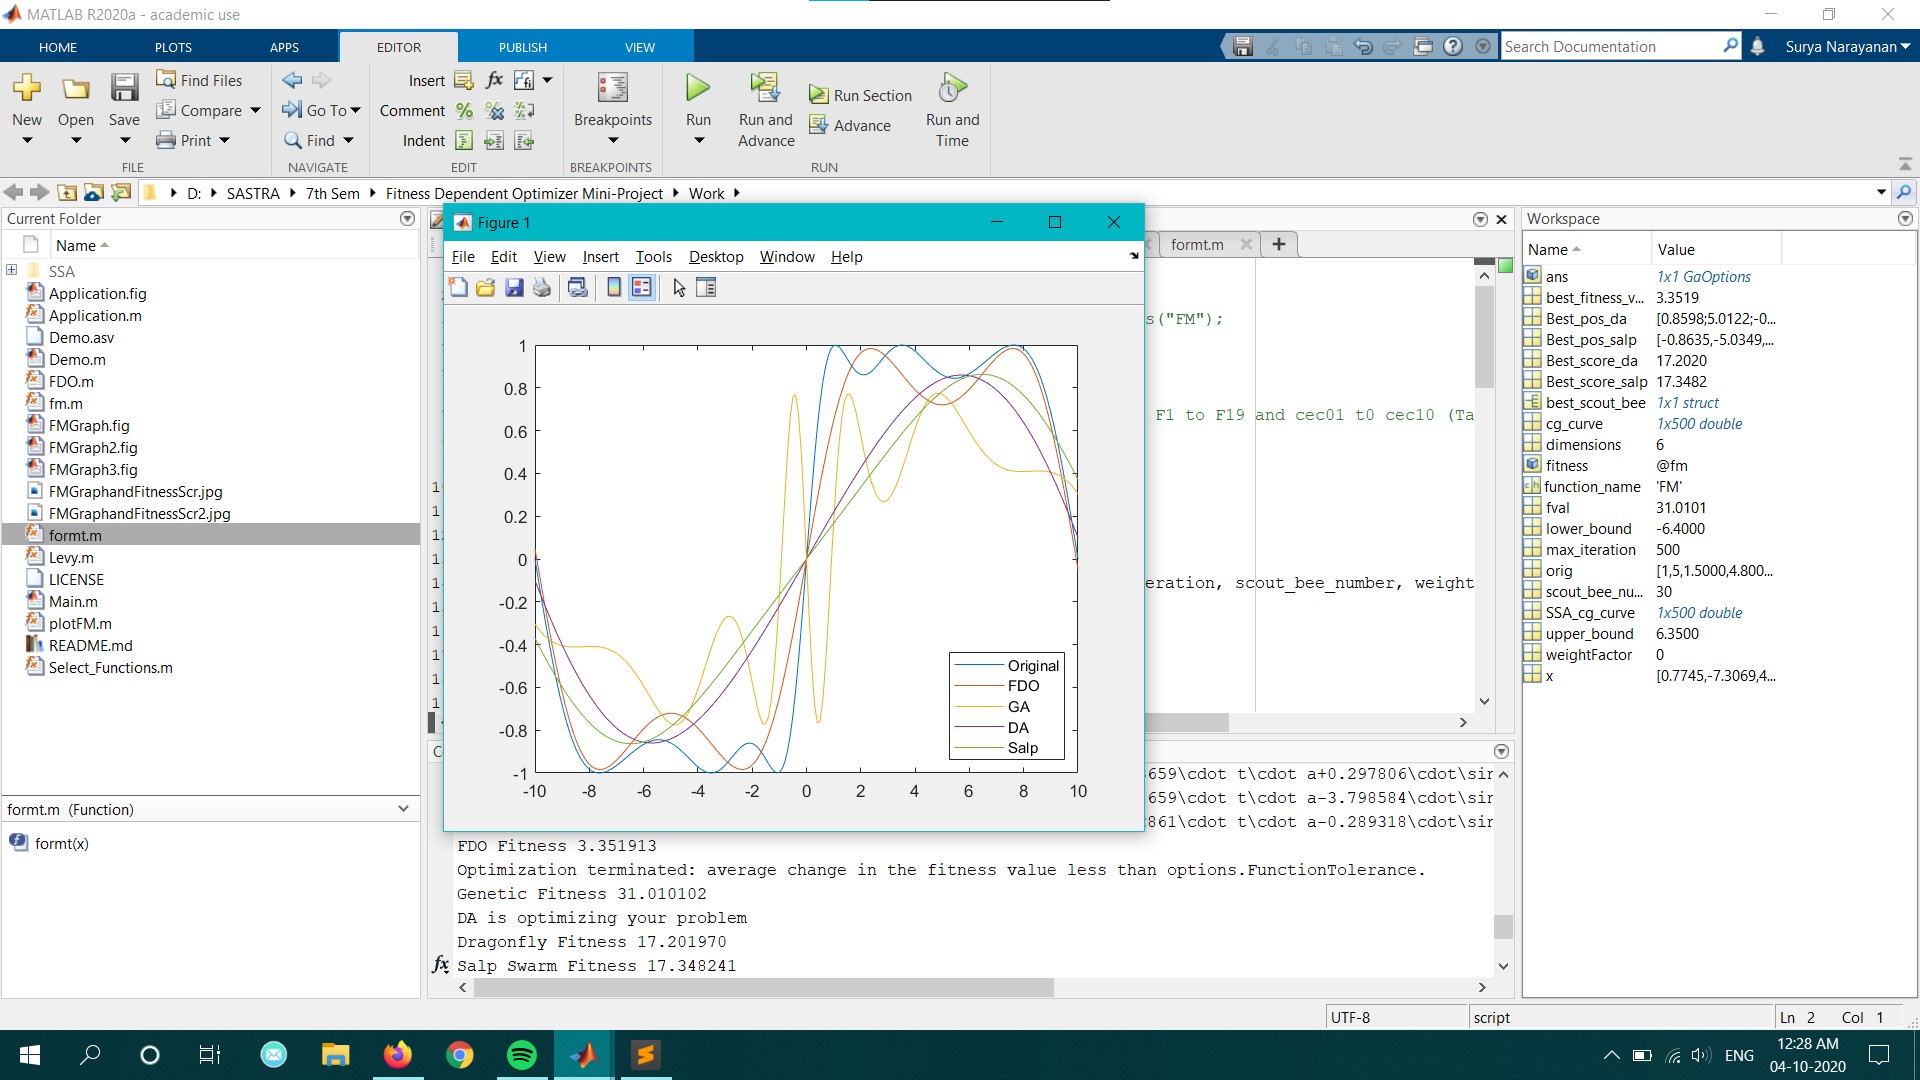 MATLAB R2020a - academic use
HOME PLOTS APPS EDITOR PUBLISH VIEW
Search Documentation
Surya Narayanan
New
Open
Save
Find Files
Compare
Print
FILE
Go To
Find
NAVIGATE
Insert fx
Comment
Indent
EDIT
Breakpoints
BREAKPOINTS
Run
Run and
Advance
Run Section
Advance
Run and
Time
RUN
D: SASTRA 7th Sem Fitness Dependent Optimizer Mini-Project Work
Current Folder
Name
SSA
Application.fig
Application.m
Demo.asv
Demo.m
FDO.m
fm.m
FMGraph.fig
FMGraph2.fig
FMGraph3.fig
FMGraphandFitnessScr.jpg
FMGraphandFitnessScr2.jpg
formt.m
Levy.m
LICENSE
Main.m
plotFM.m
README.md
Select_Functions.m
formt.m (Function)
formt(x)
Figure 1
File Edit View Insert Tools Desktop Window Help
1
0.8
0.6
0.4
0.2
0
-0.2
-0.4
-0.6
-0.8
-1
-10 -8 -6 -4 -2 0 2 4 6 8 10
Original
FDO
GA
DA
Salp
formt.m
s("FM");
F1 to F19 and cec01 t0 cec10 (Ta
eration, scout_bee_number, weight
659\cdot t\cdot a+0.297806\cdot\sin
659\cdot t\cdot a-3.798584\cdot\sin
861\cdot t\cdot a-0.289318\cdot\sin
FDO Fitness 3.351913
Optimization terminated: average change in the fitness value less than options.FunctionTolerance.
Genetic Fitness 31.010102
DA is optimizing your problem
Dragonfly Fitness 17.201970
fx Salp Swarm Fitness 17.348241
Workspace
Name Value
ans 1x1 GaOptions
best_fitness_v... 3.3519
Best_pos_da [0.8598;5.0122;-0...
Best_pos_salp [-0.8635,-5.0349,...
Best_score_da 17.2020
Best_score_salp 17.3482
best_scout_bee 1x1 struct
cg_curve 1x500 double
dimensions 6
fitness @fm
function_name 'FM'
fval 31.0101
lower_bound -6.4000
max_iteration 500
orig [1,5,1.5000,4.800...
scout_bee_nu... 30
SSA_cg_curve 1x500 double
upper_bound 6.3500
weightFactor 0
x [0.7745,-7.3069,4...
UTF-8
script
Ln 2 Col 1
ENG
12:28 AM
04-10-2020